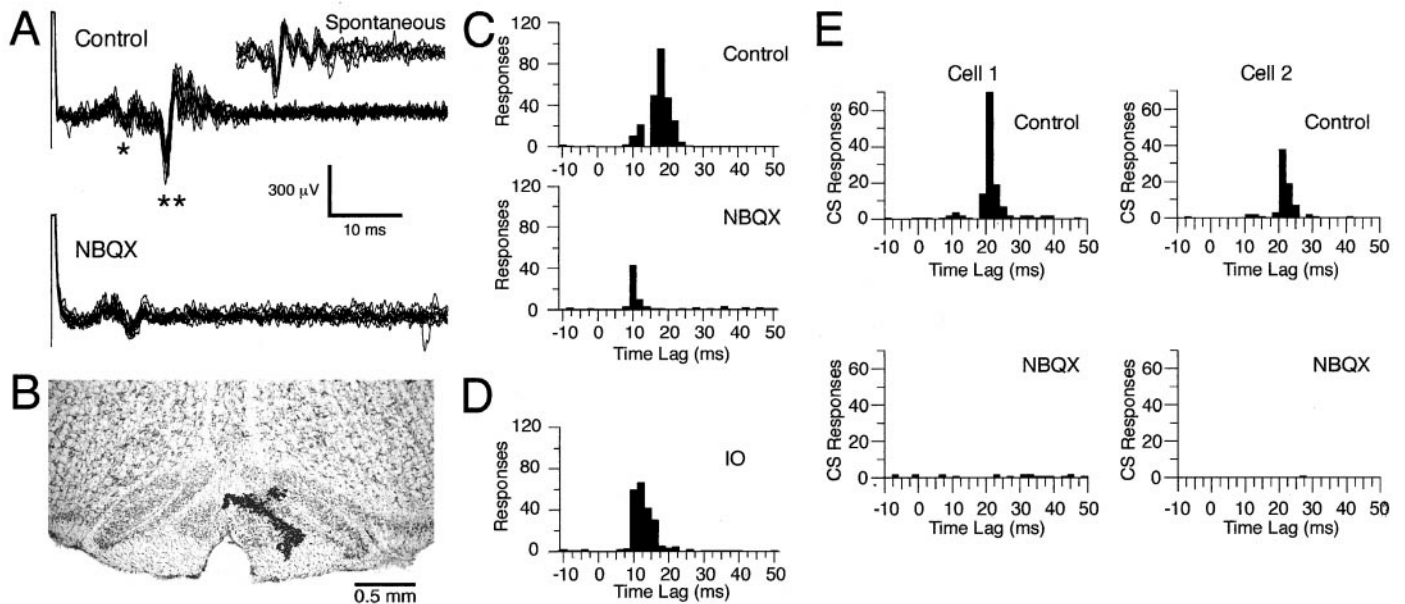 A
Control
Spontaneous
*
**
300 μV
10 ms
NBQX
B
0.5 mm
C
Responses
120
80
40
0
Control
-10 0 10 20 30 40 50
Responses
120
80
40
0
NBQX
-10 0 10 20 30 40 50
Time Lag (ms)
D
Responses
120
80
40
0
IO
-10 0 10 20 30 40 50
Time Lag (ms)
E
Cell 1
CS Responses
60
40
20
0
Control
-10 0 10 20 30 40 50
Time Lag (ms)
Cell 2
CS Responses
60
40
20
0
Control
-10 0 10 20 30 40 50
Time Lag (ms)
CS Responses
60
40
20
0
NBQX
-10 0 10 20 30 40 50
Time Lag (ms)
CS Responses
60
40
20
0
NBQX
-10 0 10 20 30 40 50
Time Lag (ms)